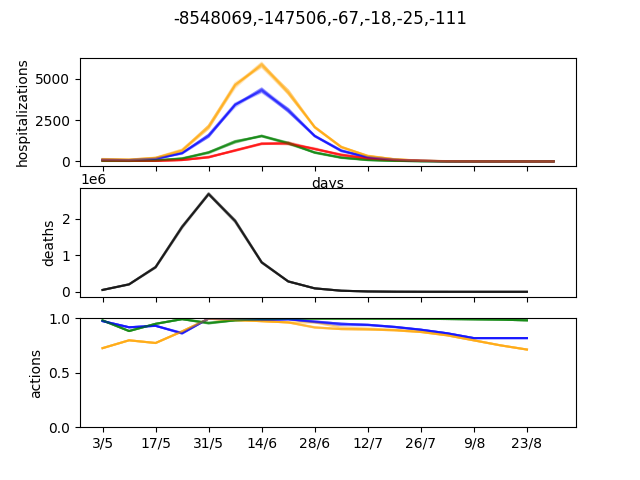 -8548069,-147506,-67,-18,-25,-111
hospitalizations
5000
2500
0
days
1e6
deaths
2
1
0
actions
1.0
0.5
0.0
3/5 17/5 31/5 14/6 28/6 12/7 26/7 9/8 23/8